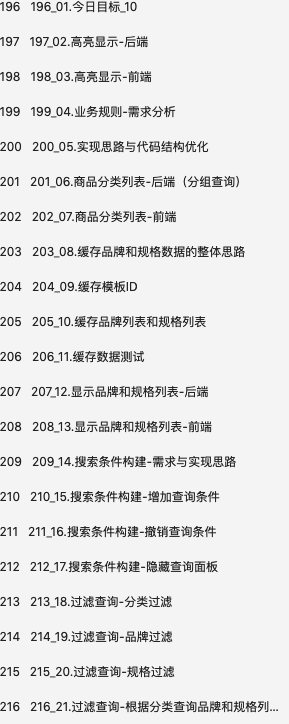 196 196_01.今日目标_10
197 197_02.高亮显示-后端
198 198_03.高亮显示-前端
199 199_04.业务规则-需求分析
200 200_05.实现思路与代码结构优化
201 201_06.商品分类列表-后端（分组查询）
202 202_07.商品分类列表-前端
203 203_08.缓存品牌和规格数据的整体思路
204 204_09.缓存模板ID
205 205_10.缓存品牌列表和规格列表
206 206_11.缓存数据测试
207 207_12.显示品牌和规格列表-后端
208 208_13.显示品牌和规格列表-前端
209 209_14.搜索条件构建-需求与实现思路
210 210_15.搜索条件构建-增加查询条件
211 211_16.搜索条件构建-撤销查询条件
212 212_17.搜索条件构建-隐藏查询面板
213 213_18.过滤查询-分类过滤
214 214_19.过滤查询-品牌过滤
215 215_20.过滤查询-规格过滤
216 216_21.过滤查询-根据分类查询品牌和规格列...